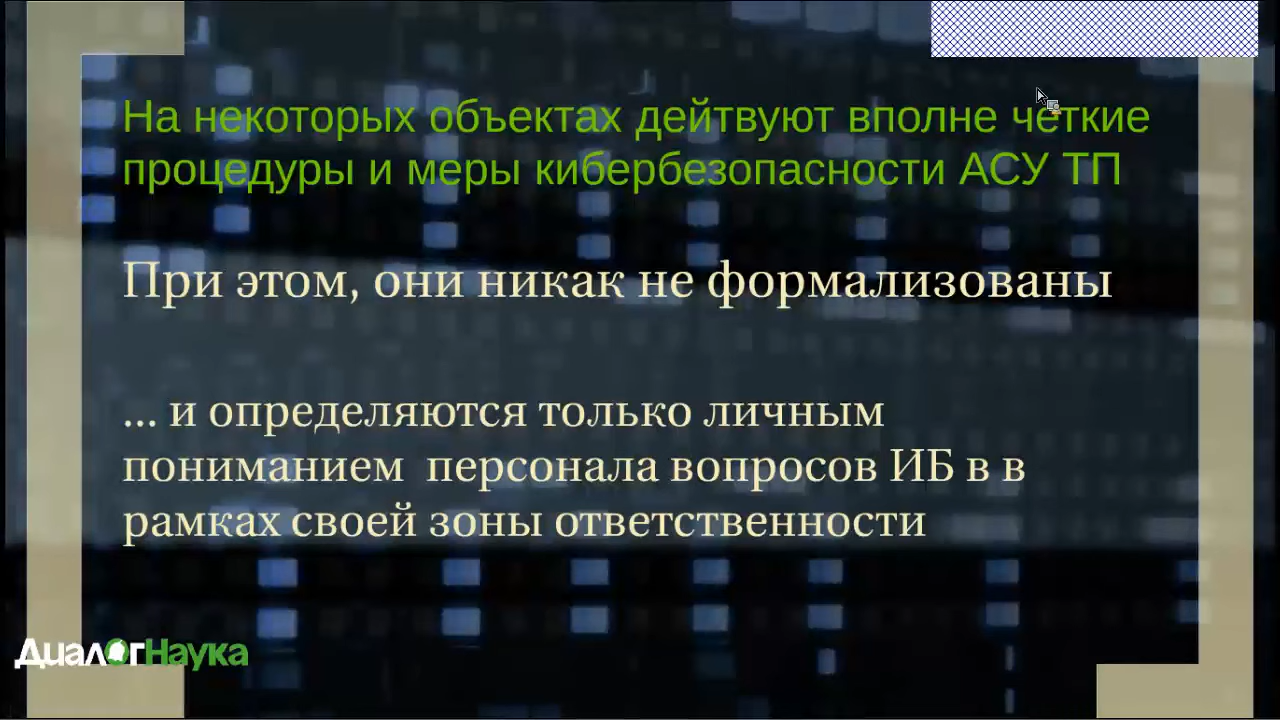 На некоторых объектах дейтвуют вполне четкие
процедуры и меры кибербезопасности АСУ ТП
При этом, они никак не формализованы
... и определяются только личным
пониманием персонала вопросов ИБ в в
рамках своей зоны ответственности
ДиалогНаука